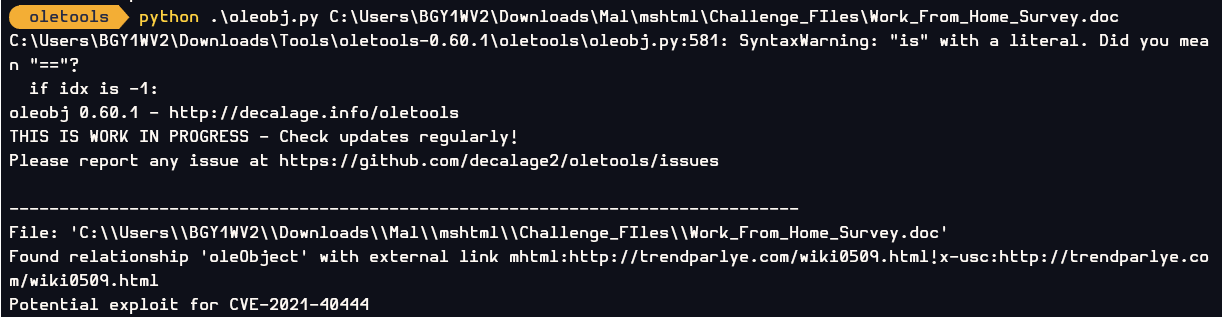 oletools python .\oleobj.py C:\Users\BGY1WV2\Downloads\Mal\mshtml\Challenge_FIles\Work_From_Home_Survey.doc
C:\Users\BGY1WV2\Downloads\Tools\oletools-0.60.1\oletools\oleobj.py:581: SyntaxWarning: "is" with a literal. Did you mea
n "=="?
  if idx is -1:
oleobj 0.60.1 - http://decalage.info/oletools
THIS IS WORK IN PROGRESS - Check updates regularly!
Please report any issue at https://github.com/decalage2/oletools/issues
-------------------------------------------------------------------------------
File: 'C:\\Users\\BGY1WV2\\Downloads\\Mal\\mshtml\\Challenge_FIles\\Work_From_Home_Survey.doc'
Found relationship 'oleObject' with external link mhtml:http://trendparlye.com/wiki0509.html!x-usc:http://trendparlye.co
m/wiki0509.html
Potential exploit for CVE-2021-40444